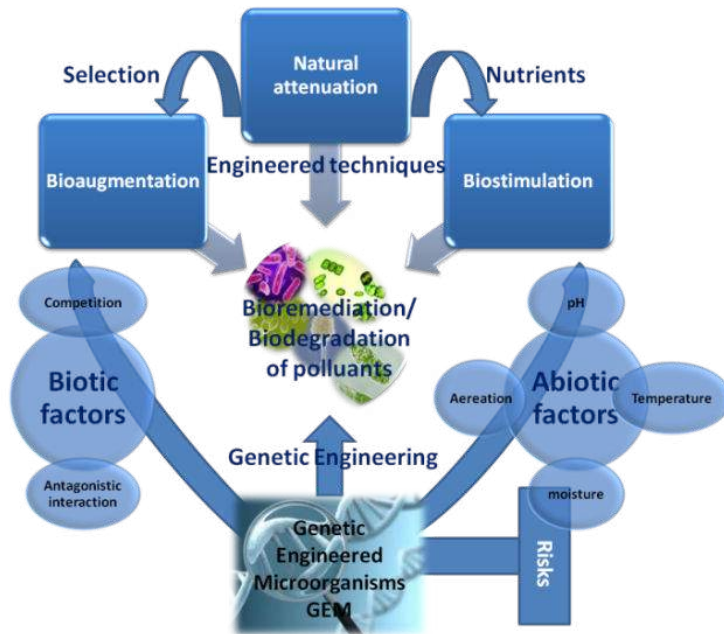 Natural
attenuation
Selection
Nutrients
Bioaugmentation
Engineered techniques
Biostimulation
Bioremediation/
Biodegradation
of polluants
Competition
Biotic
factors
Antagonistic
interaction
pH
Aereation
Abiotic
factors
Temperature
moisture
Genetic Engineering
Genetic
Engineered
Microorganisms
GEM
Risks